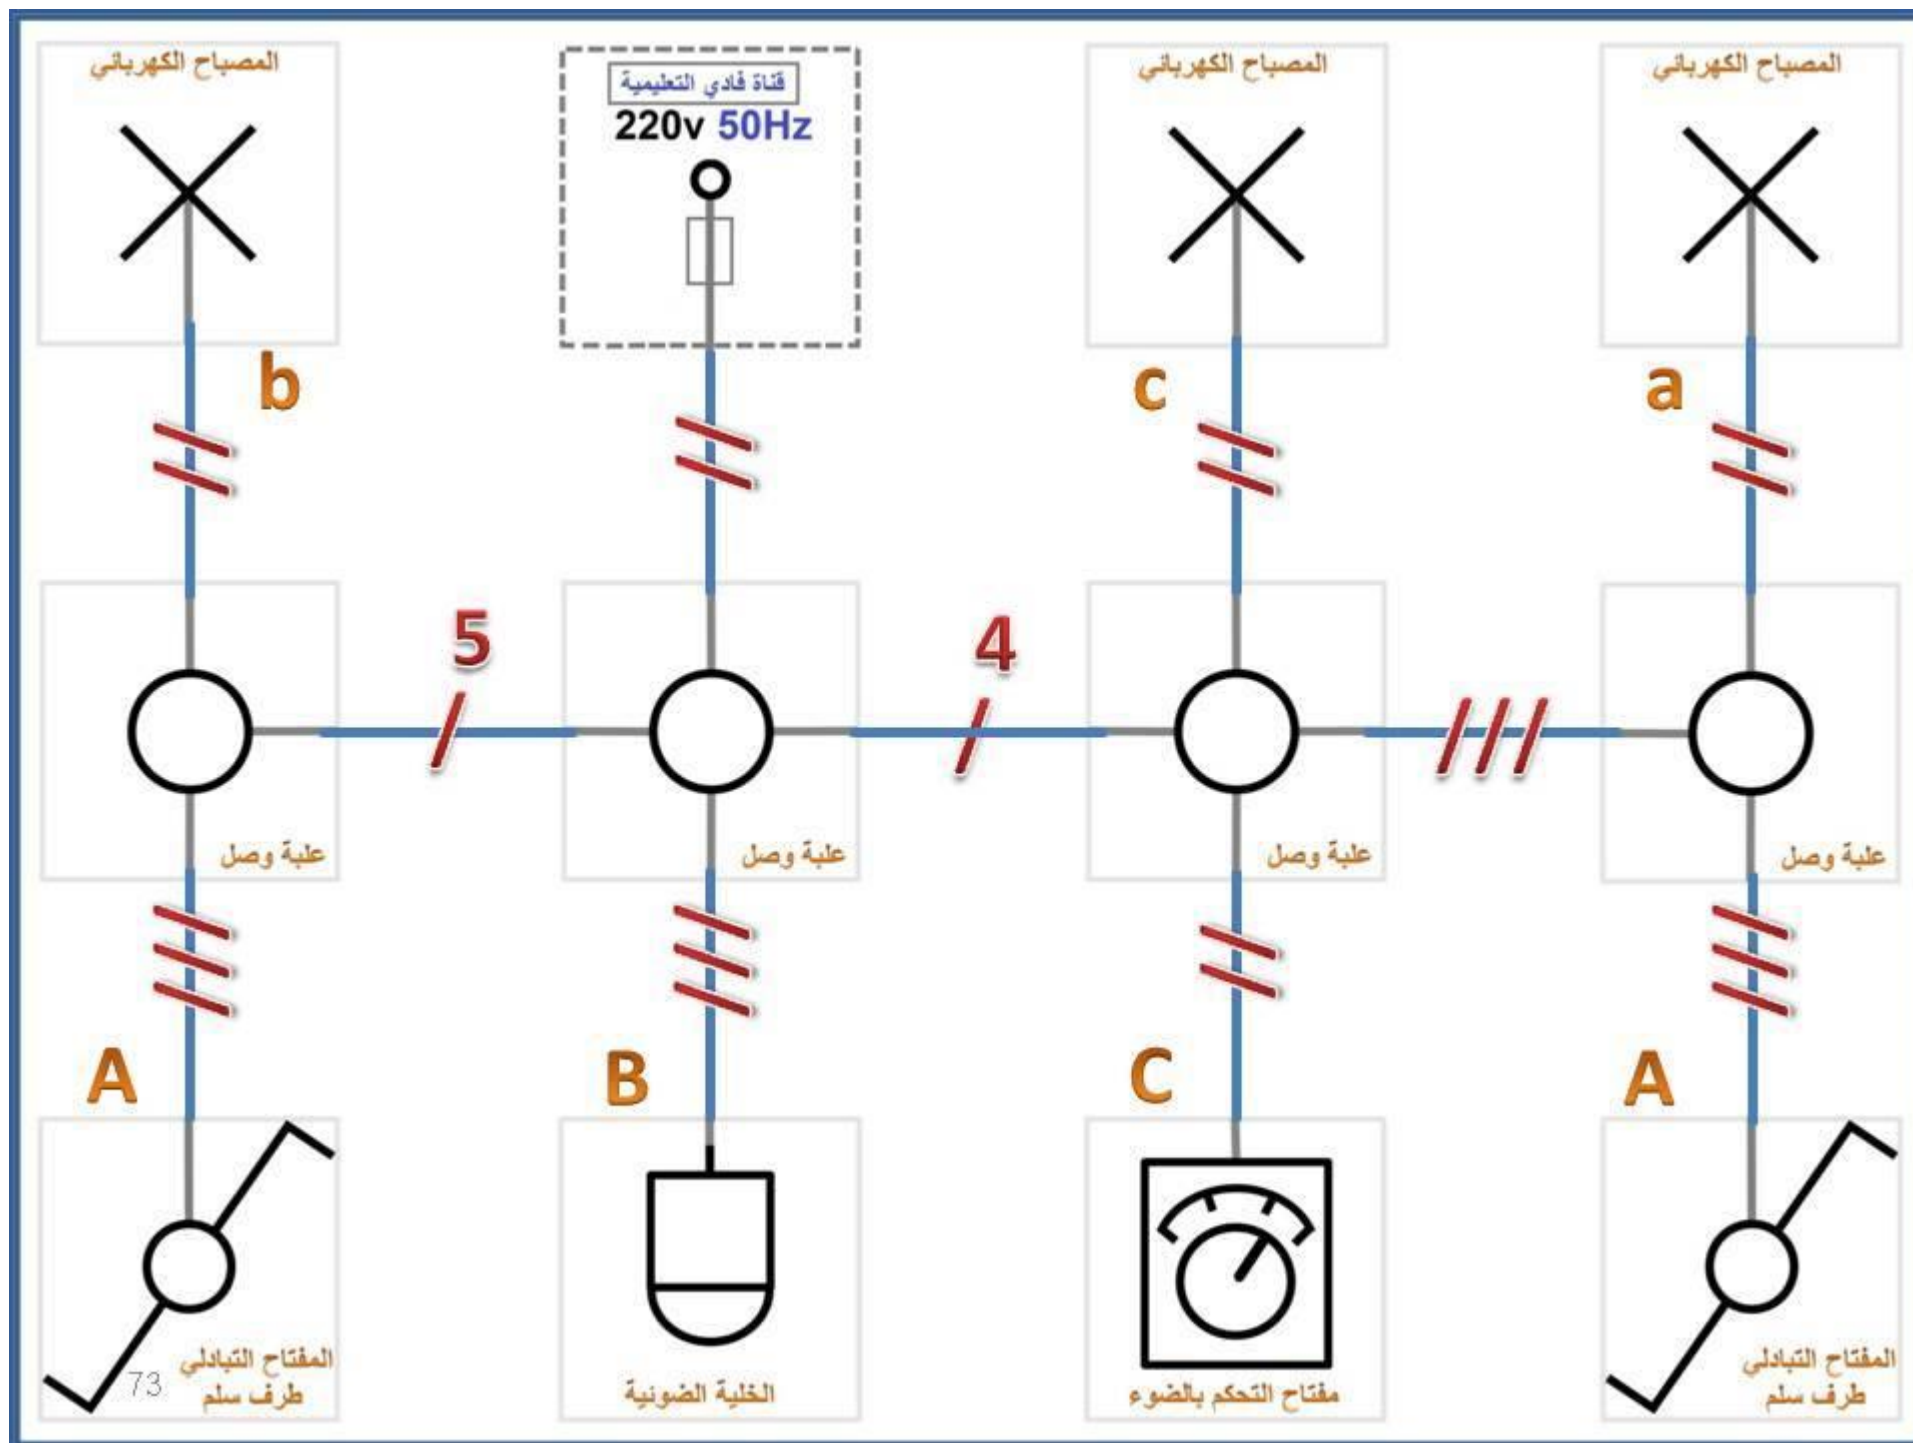 المصباح الكهربائي
قناة فادي التعليمية
220v 50Hz
المصباح الكهربائي
المصباح الكهربائي
b
c
a
5
4
علبة وصل
علبة وصل
علبة وصل
علبة وصل
A
B
C
A
المفتاح التبادلي
طرف سلم
73
الخلية الضوئية
مفتاح التحكم بالضوء
المفتاح التبادلي
طرف سلم